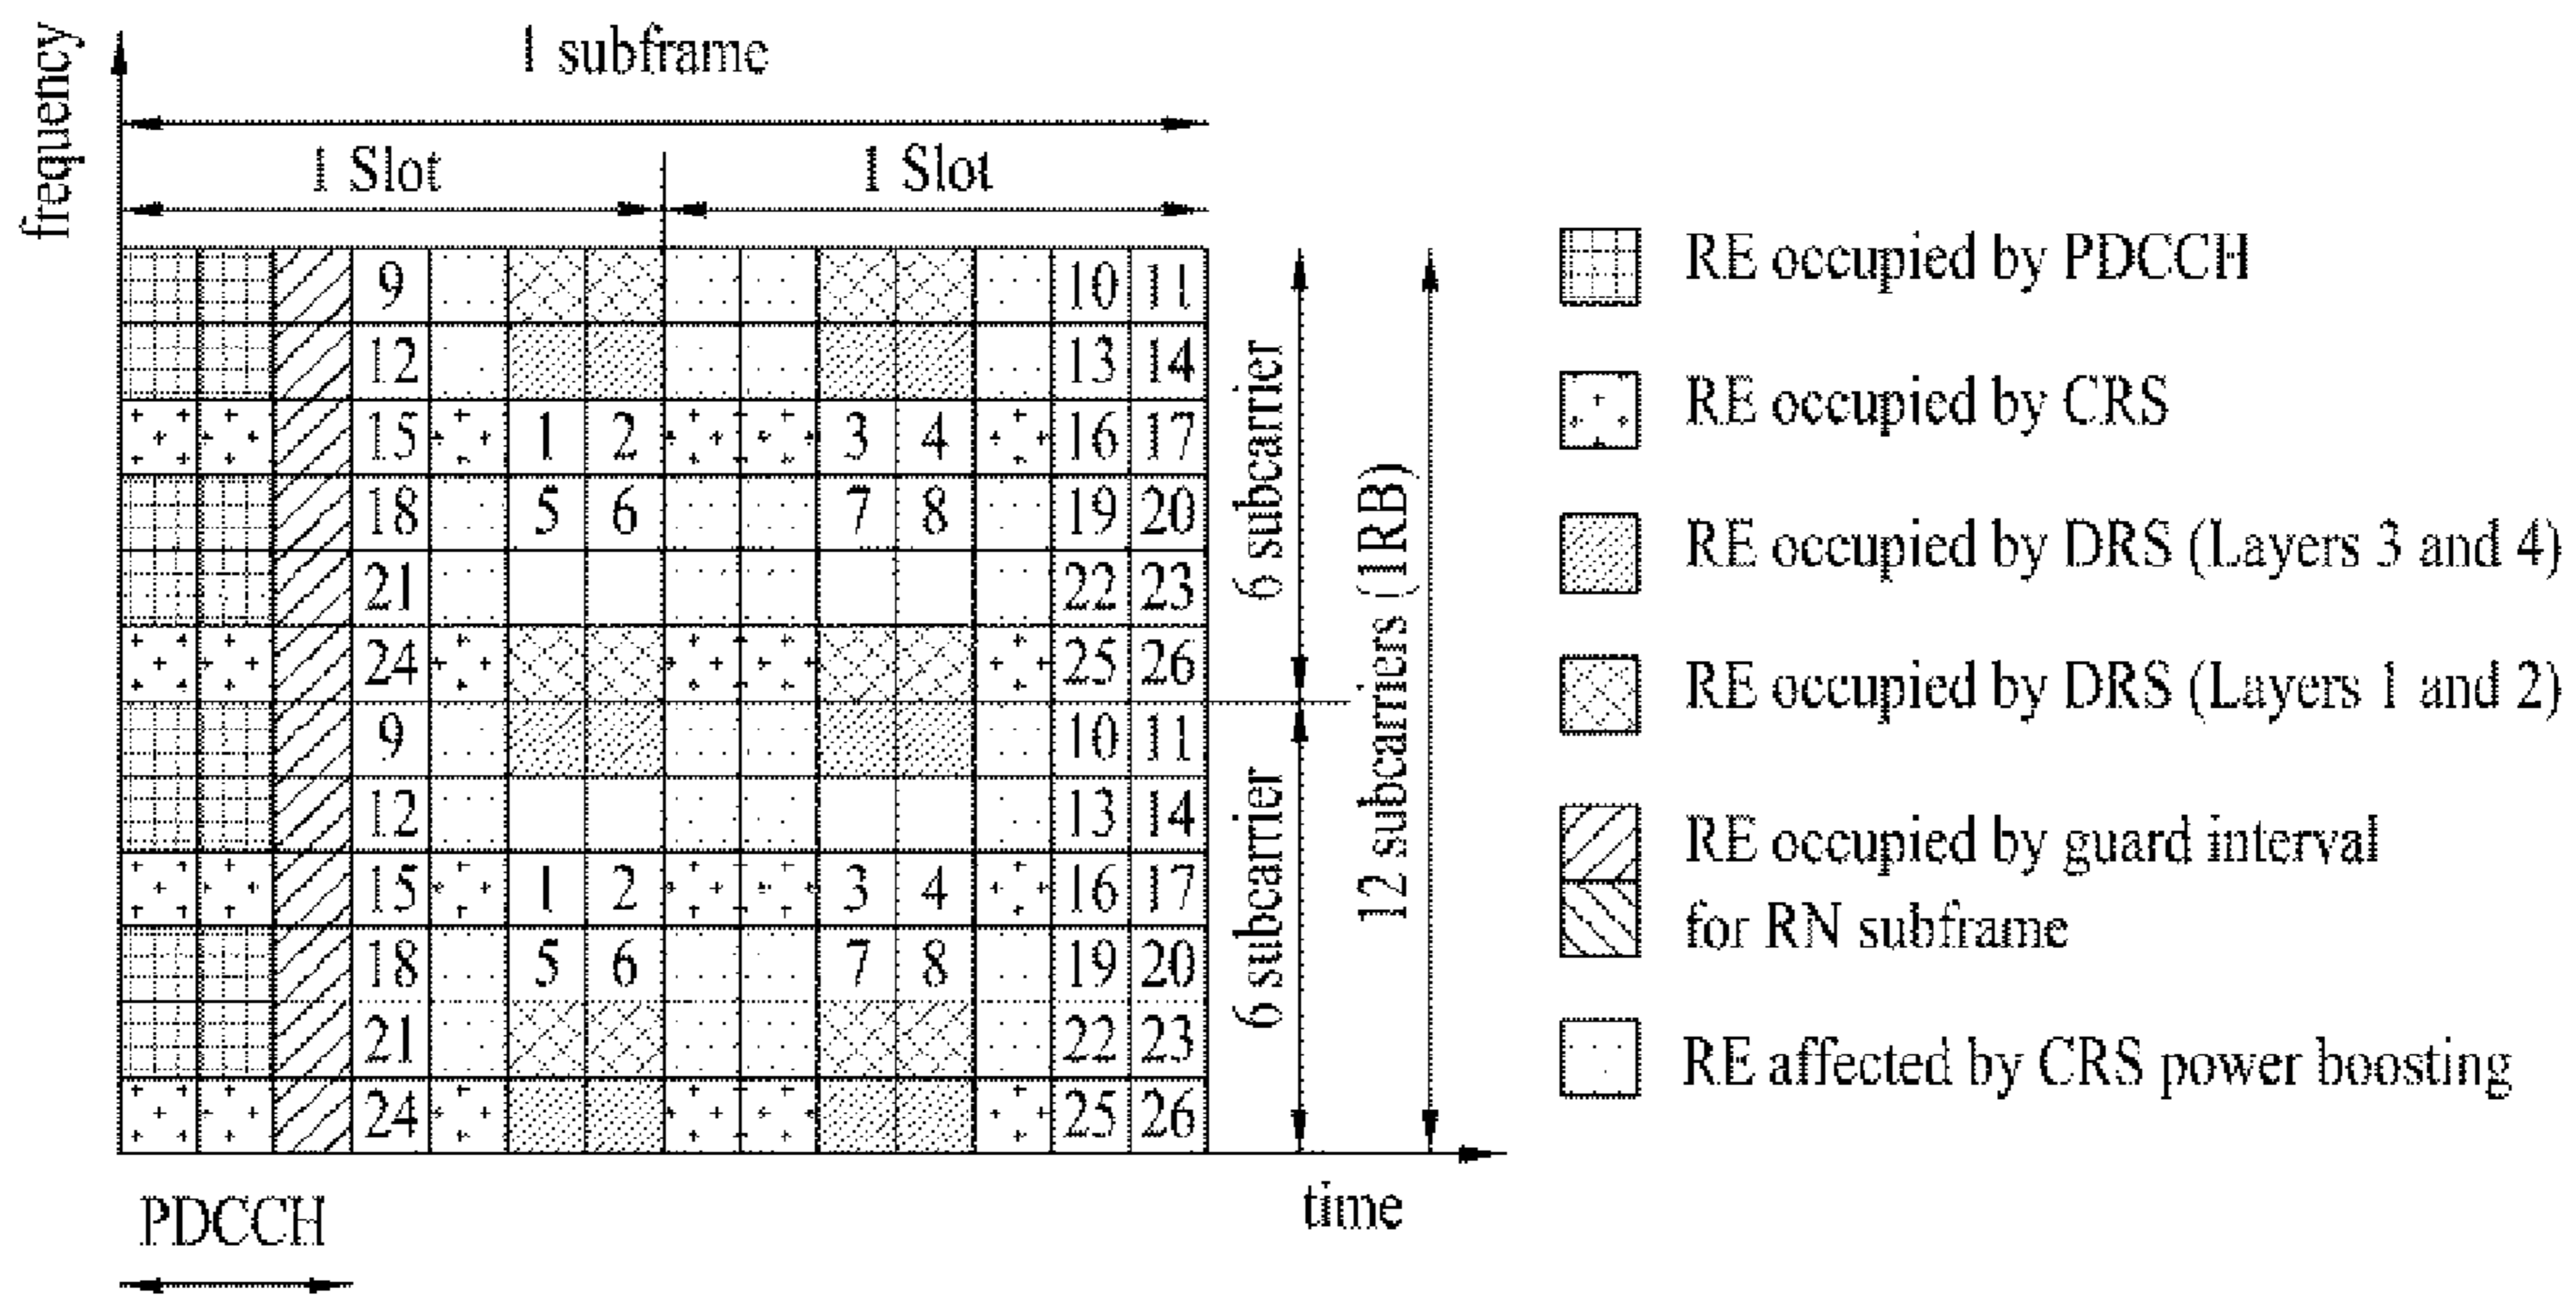 frequency
1 subframe
1 Slot 1 Slot
9 10 11
12 13 14
15 1 2 3 4 16 17
18 5 6 7 8 19 20
21 22 23
24 25 26
9 10 11
12 13 14
15 1 2 3 4 16 17
18 5 6 7 8 19 20
21 22 23
24 25 26
6 subcarrier
6 subcarrier
12 subcarriers (1RB)
time
PDCCH
RE occupied by PDCCH
RE occupied by CRS
RE occupied by DRS (Layers 3 and 4)
RE occupied by DRS (Layers 1 and 2)
RE occupied by guard interval
for RN subframe
RE affected by CRS power boosting